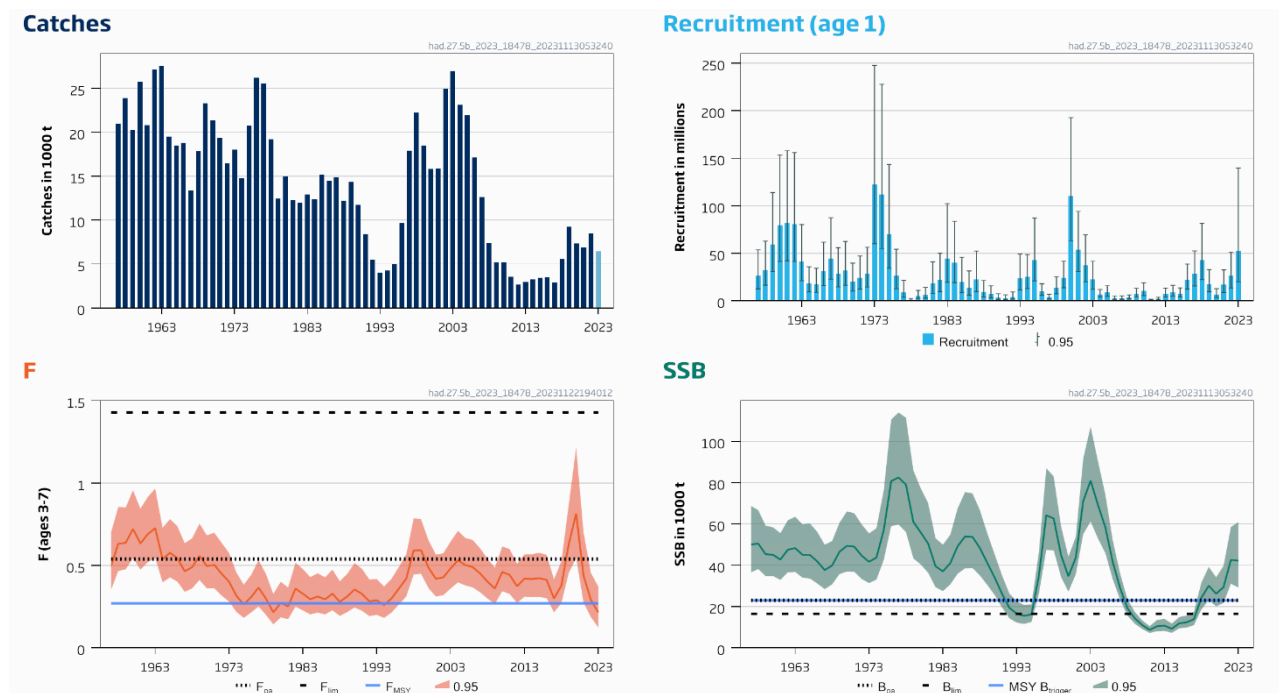 Catches
had.27.5b_2023_18478_20231113053240
Catches in 1000 t
25
20
15
10
5
0
1963 1973 1983 1993 2003 2013 2023
Recruitment (age 1)
had.27.5b_2023_18478_20231113053240
Recruitment in millions
250
200
150
100
50
0
1963 1973 1983 1993 2003 2013 2023
Recruitment 0.95
F
had.27.5b_2023_18478_20231122194012
F (ages 3-7)
1.5
1
0.5
0
1963 1973 1983 1993 2003 2013 2023
Fpa Flim FMSY 0.95
SSB
had.27.5b_2023_18478_20231113053240
SSB in 1000 t
100
80
60
40
20
0
1963 1973 1983 1993 2003 2013 2023
Bpa Blim MSY Btrigger 0.95